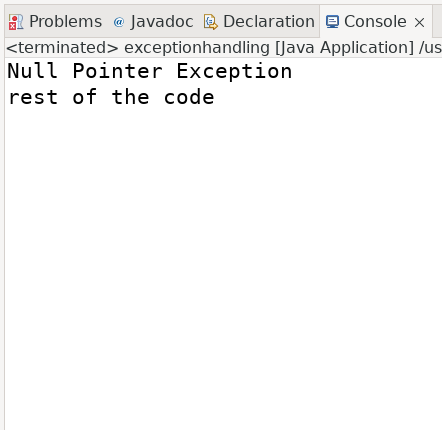 Problems Javadoc Declaration Console
<terminated> exceptionhandling [Java Application] /us
Null Pointer Exception
rest of the code